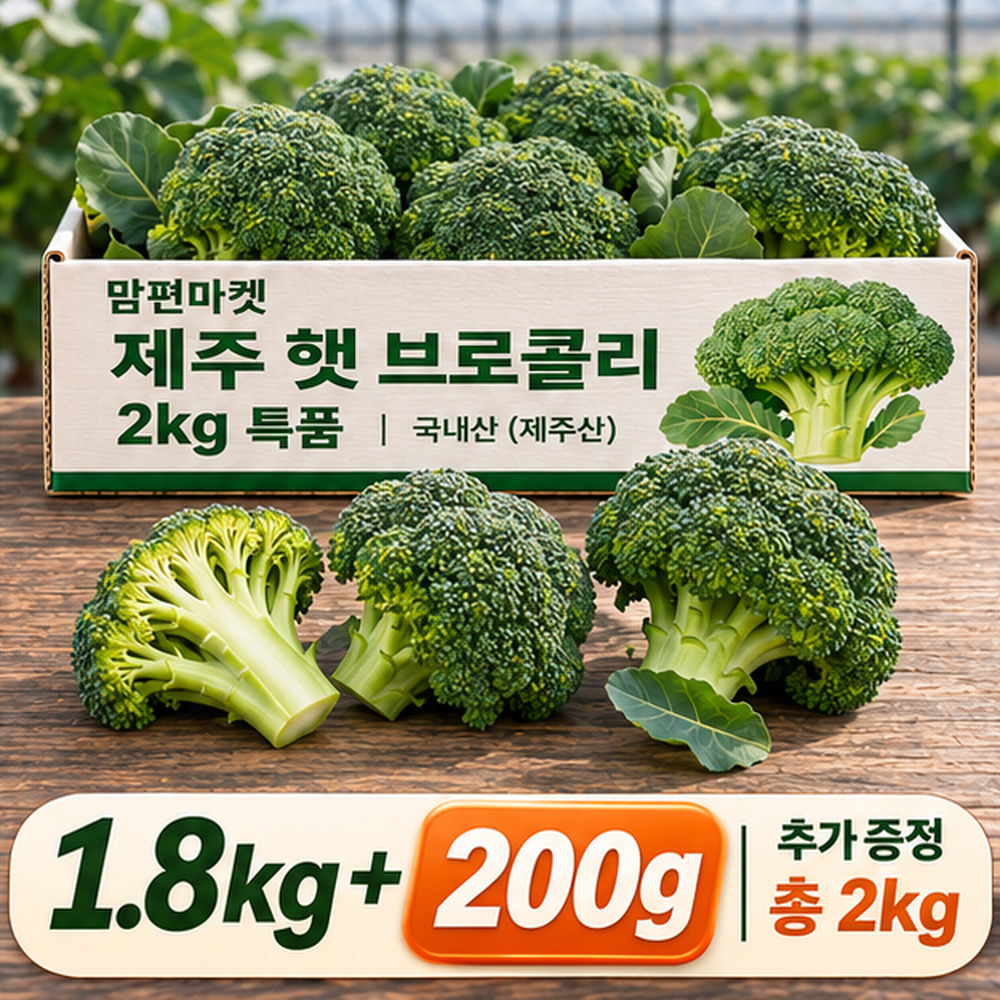 맘편마켓
제주 햇 브로콜리
2kg 특품 | 국내산 (제주산)
1.8kg + 200g
추가 증정
총 2kg